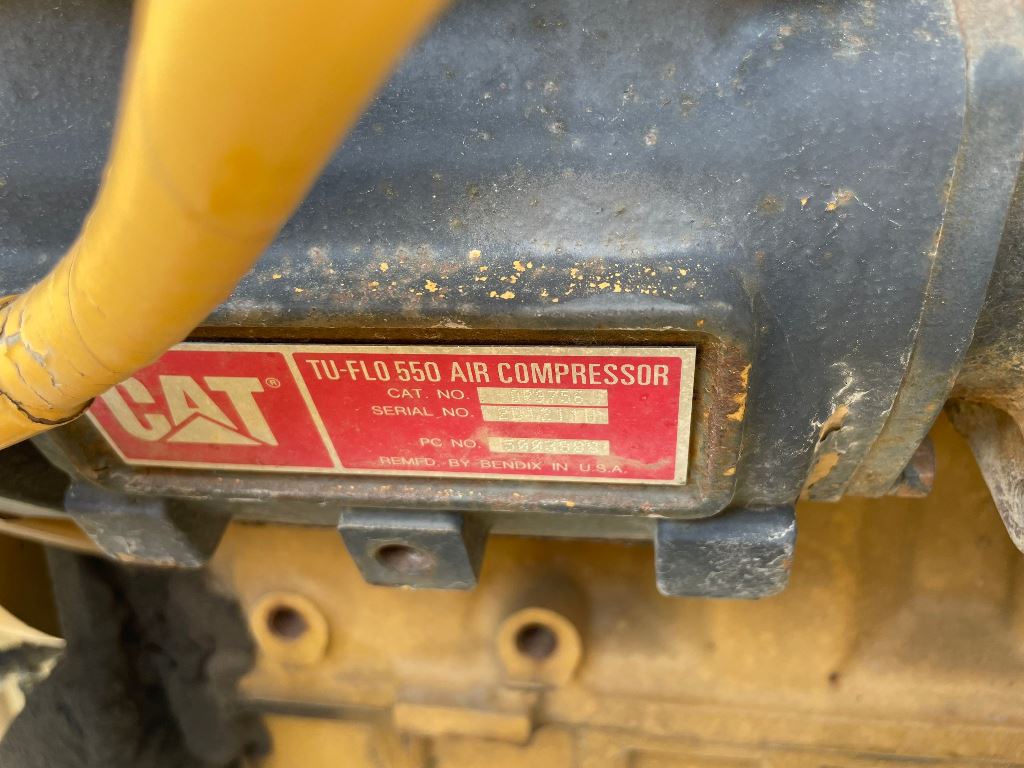 CAT®
TU-FLO 550 AIR COMPRESSOR
CAT. NO.
SERIAL NO.
PC NO.
REMFD. BY BENDIX IN U.S.A.